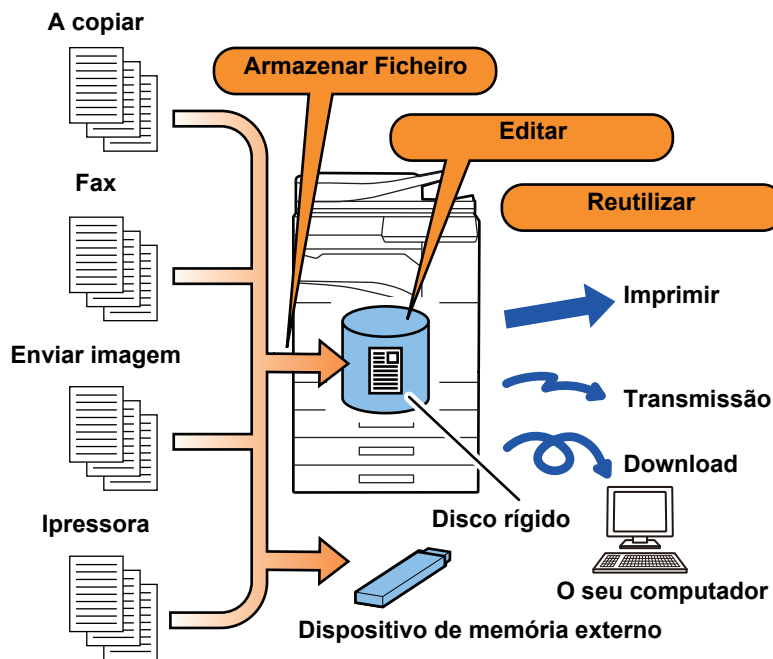 A copiar
Armazenar Ficheiro
Editar
Fax
Reutilizar
Imprimir
Enviar imagem
Transmissão
Download
Ipressora
Disco rígido
O seu computador
Dispositivo de memória externo